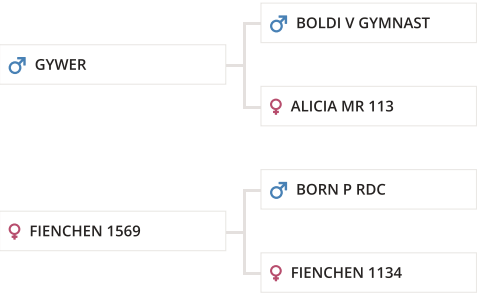 BOLDI V GYMNAST
GYWER
ALICIA MR 113
BORN P RDC
FIENCHEN 1569
FIENCHEN 1134